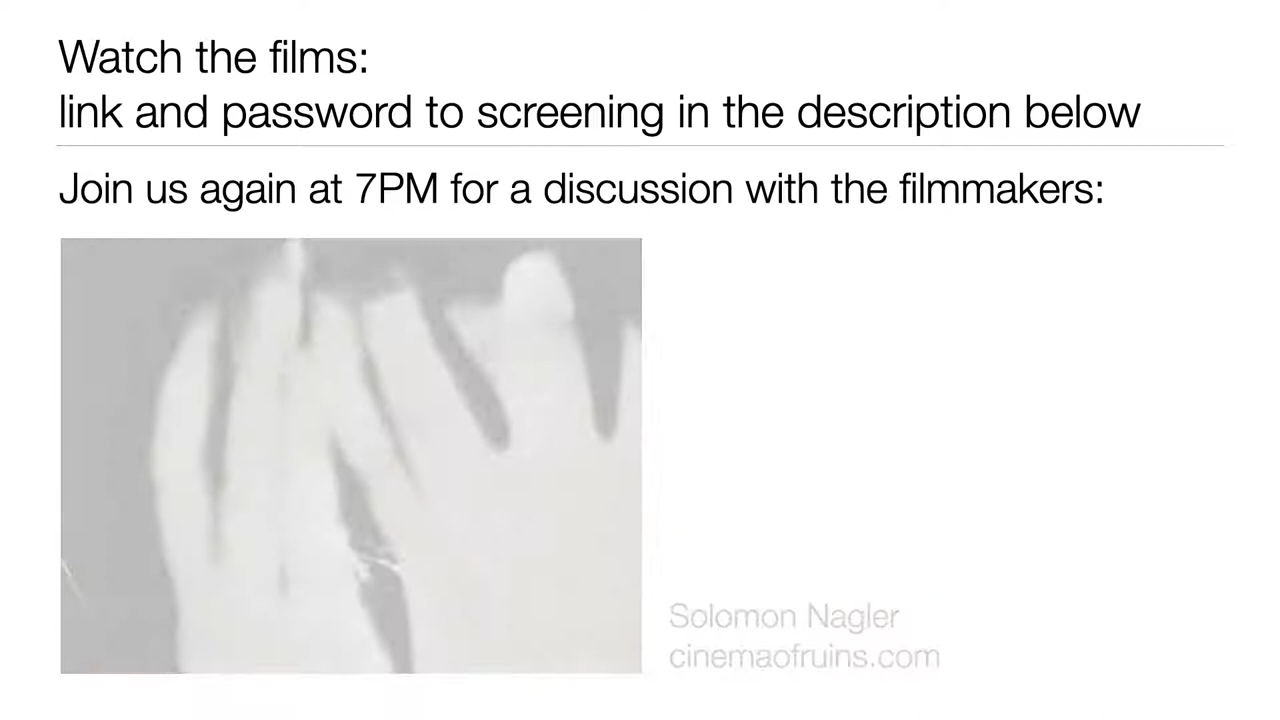 Watch the films:
link and password to screening in the description below
Join us again at 7PM for a discussion with the filmmakers:
Solomon Nagler
cinemaofruins.com